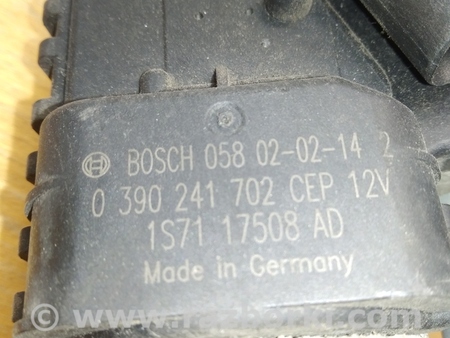 BOSCH 058 02-02-14 2
0 390 241 702 CEP 12V
1S71 17508 AD
Made in Germany